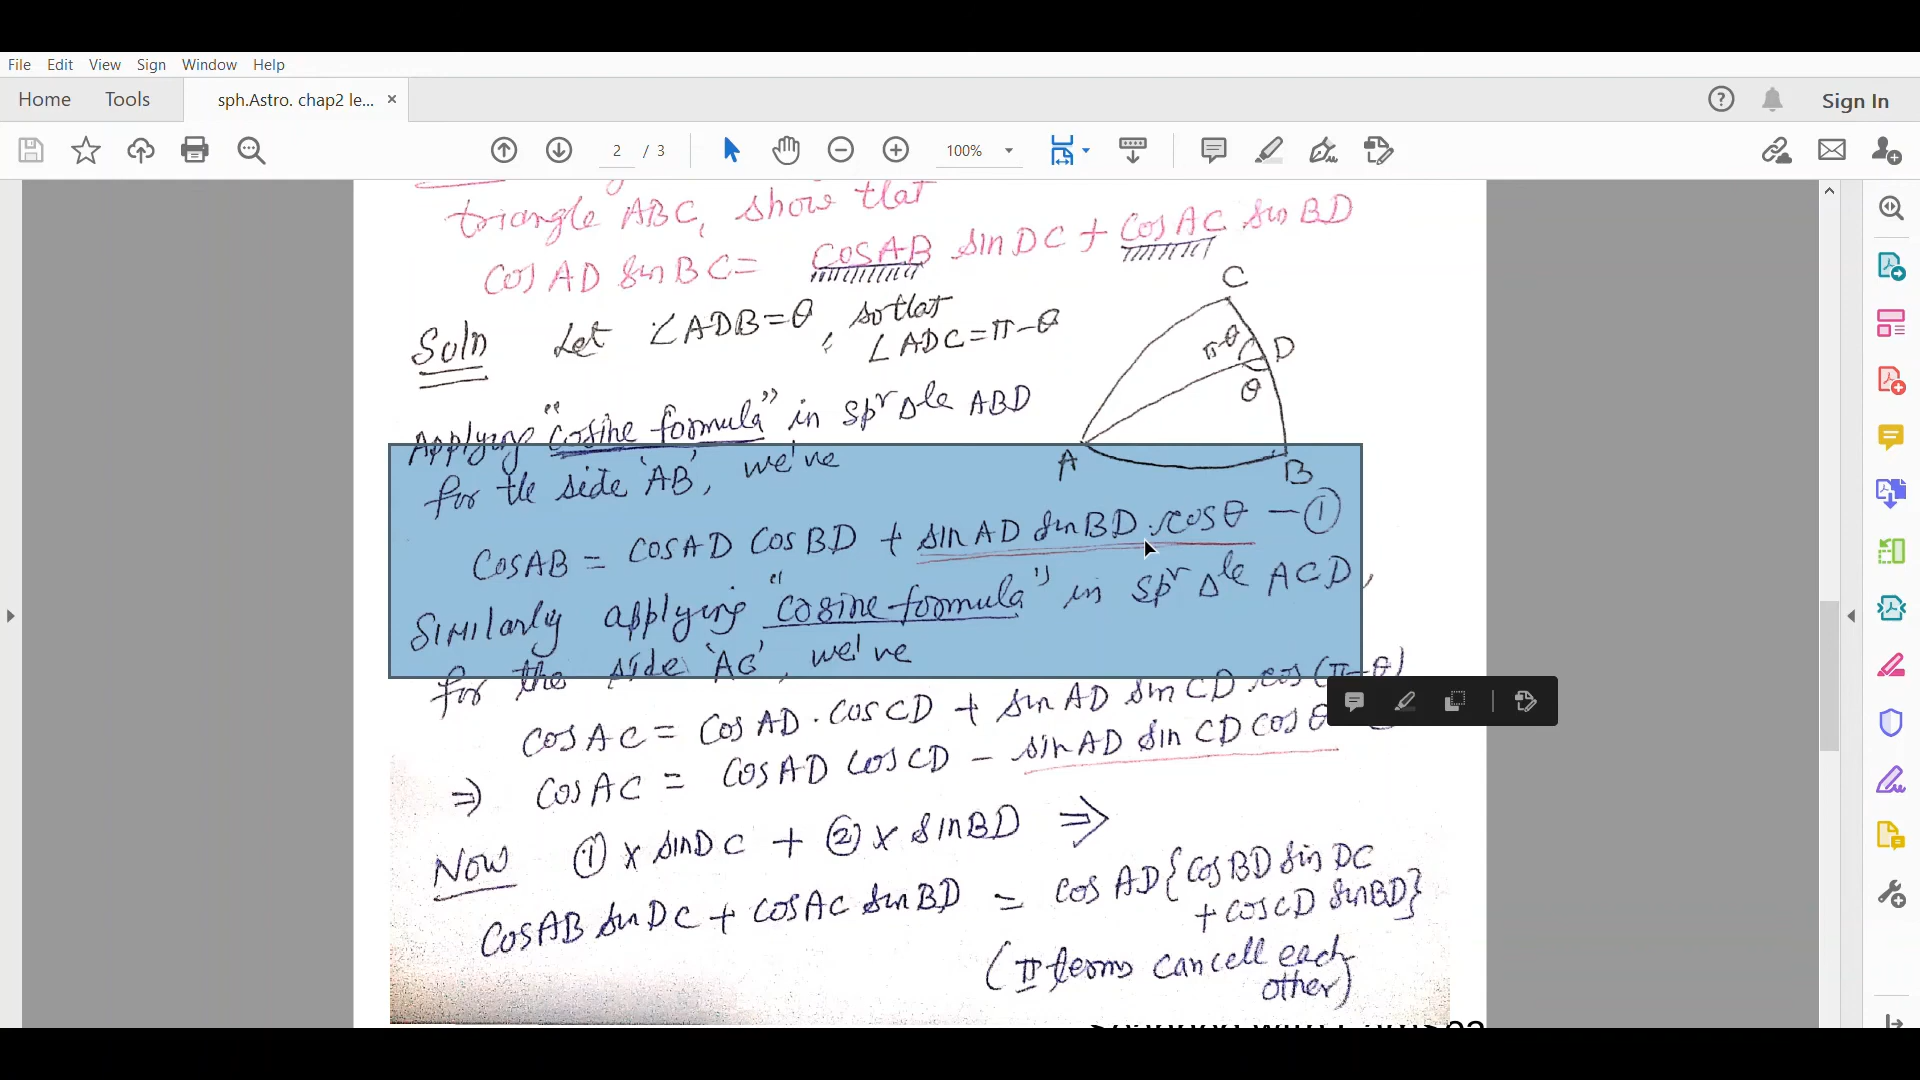 File Edit View Sign Window Help
Home Tools sph.Astro. chap2 le... × Sign In
2 / 3 100%
triangle ABC, show that
Cos AD Sin BC = Cos AB sin DC + Cos AC Sin BD
Soln Let ∠ADB = θ, so that
∠ADC = π-θ
C
π-θ D
θ
A B
Applying "Cosine formula" in Spr Δle ABD
for the side 'AB', we've
Cos AB = Cos AD Cos BD + sin AD Sin BD . cos θ — ①
Similarly applying "Cosine formula" in Spr Δle ACD,
for the side 'AC', we've
Cos AC = Cos AD . Cos CD + Sin AD Sin CD . cos (π-θ)
⇒ Cos AC = Cos AD Cos CD - Sin AD Sin CD Cos θ
Now ① x Sin DC + ② x Sin BD ⇒
Cos AB Sin DC + Cos AC Sin BD = Cos AD { Cos BD Sin DC
+ Cos CD Sin BD }
(II terms cancell each
other)